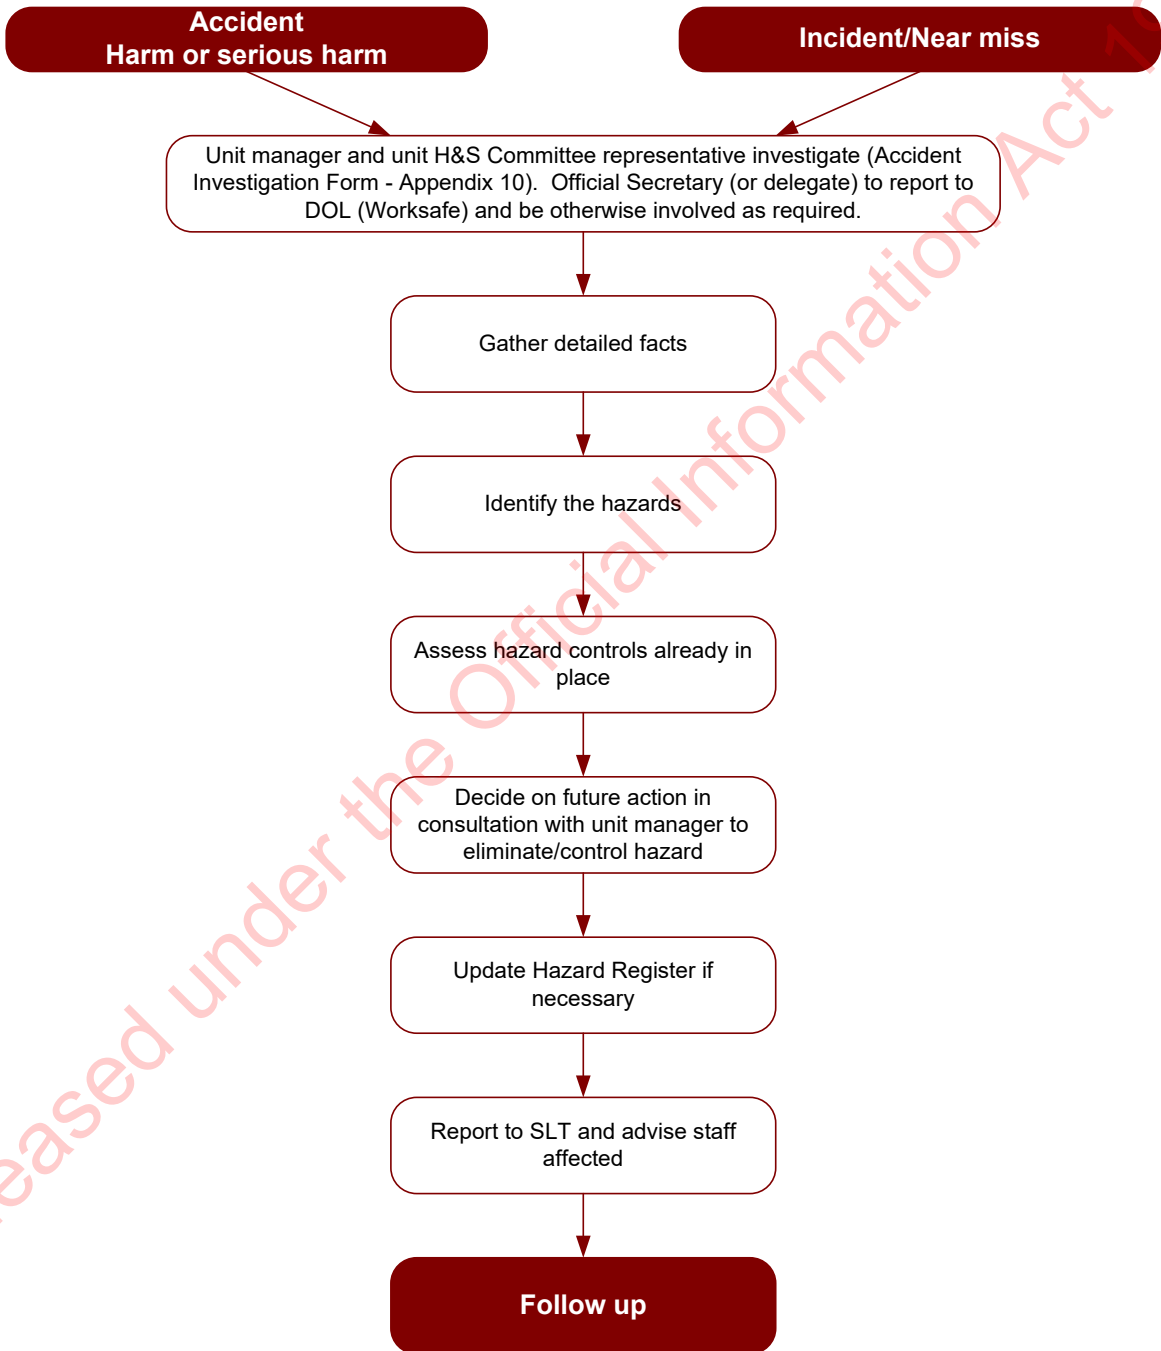 Accident
Harm or serious harm
Incident/Near miss
Unit manager and unit H&S Committee representative investigate (Accident
Investigation Form - Appendix 10).  Official Secretary (or delegate) to report to
DOL (Worksafe) and be otherwise involved as required.
Gather detailed facts
Identify the hazards
Assess hazard controls already in
place
Decide on future action in
consultation with unit manager to
eliminate/control hazard
Update Hazard Register if
necessary
Report to SLT and advise staff
affected
Follow up
under the Official Information Act